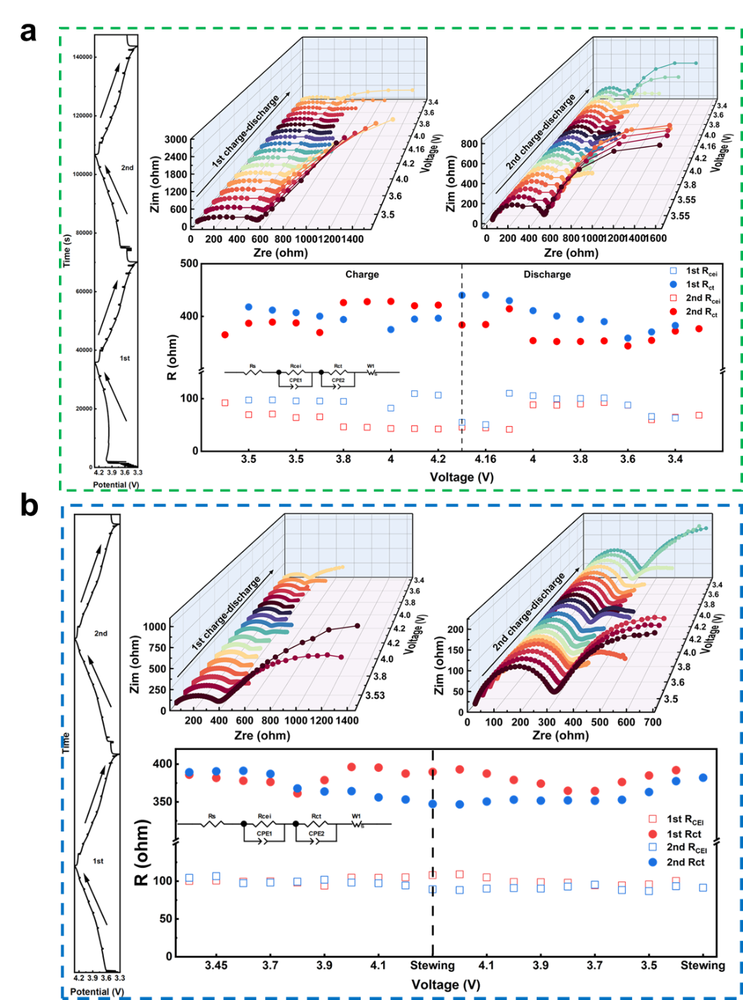 a
140000
120000
100000
80000
60000
40000
20000
0
Time (s)
2nd
1st
4.2 3.9 3.6 3.3
Potential (V)
1st charge-discharge
3000
2400
1800
1200
600
0
Zim (ohm)
0 200 400 600 800 1000 1200 1400
Zre (ohm)
3.4
3.6
3.8
4.0
4.16
4.2
4.0
3.6
3.5
Voltage (V)
2nd charge-discharge
800
600
400
200
0
Zim (ohm)
0 200 400 600 800 1000 1200 1400 1600
Zre (ohm)
3.4
3.6
3.8
4.0
4.16
4.2
4.0
3.8
3.55
3.55
Voltage (V)
500
400
100
0
R (ohm)
Charge
Discharge
1st Rcei
1st Rct
2nd Rcei
2nd Rct
Rs Rcei Rct W1
CPE1 CPE2 s
3.5 3.5 3.8 4 4.2 4.16 4 3.8 3.6 3.4
Voltage (V)
b
Time
2nd
1st
4.2 3.9 3.6 3.3
Potential (V)
1st charge-discharge
1000
750
500
250
0
Zim (ohm)
0 200 400 600 800 1000 1200 1400
Zre (ohm)
3.4
3.6
3.8
4.0
4.2
4.2
4.0
3.8
3.53
Voltage (V)
2nd charge-discharge
200
150
100
50
0
Zim (ohm)
0 100 200 300 400 500 600 700
Zre (ohm)
3.4
3.6
3.8
4.0
4.2
4.2
4.0
3.8
3.6
3.5
Voltage (V)
400
350
100
50
0
R (ohm)
Rs Rcei Rct W1
CPE1 CPE2 s
1st RCEI
1st Rct
2nd RCEI
2nd Rct
3.45 3.7 3.9 4.1 Stewing 4.1 3.9 3.7 3.5 Stewing
Voltage (V)